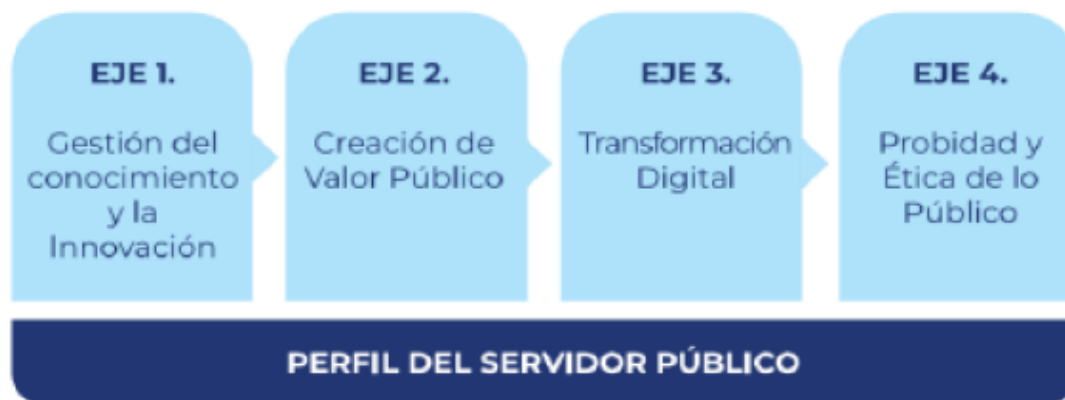 EJE 1.
Gestión del
conocimiento
y la
Innovación
EJE 2.
Creación de
Valor Público
EJE 3.
Transformación
Digital
EJE 4.
Probidad y
Ética de lo
Público
PERFIL DEL SERVIDOR PÚBLICO